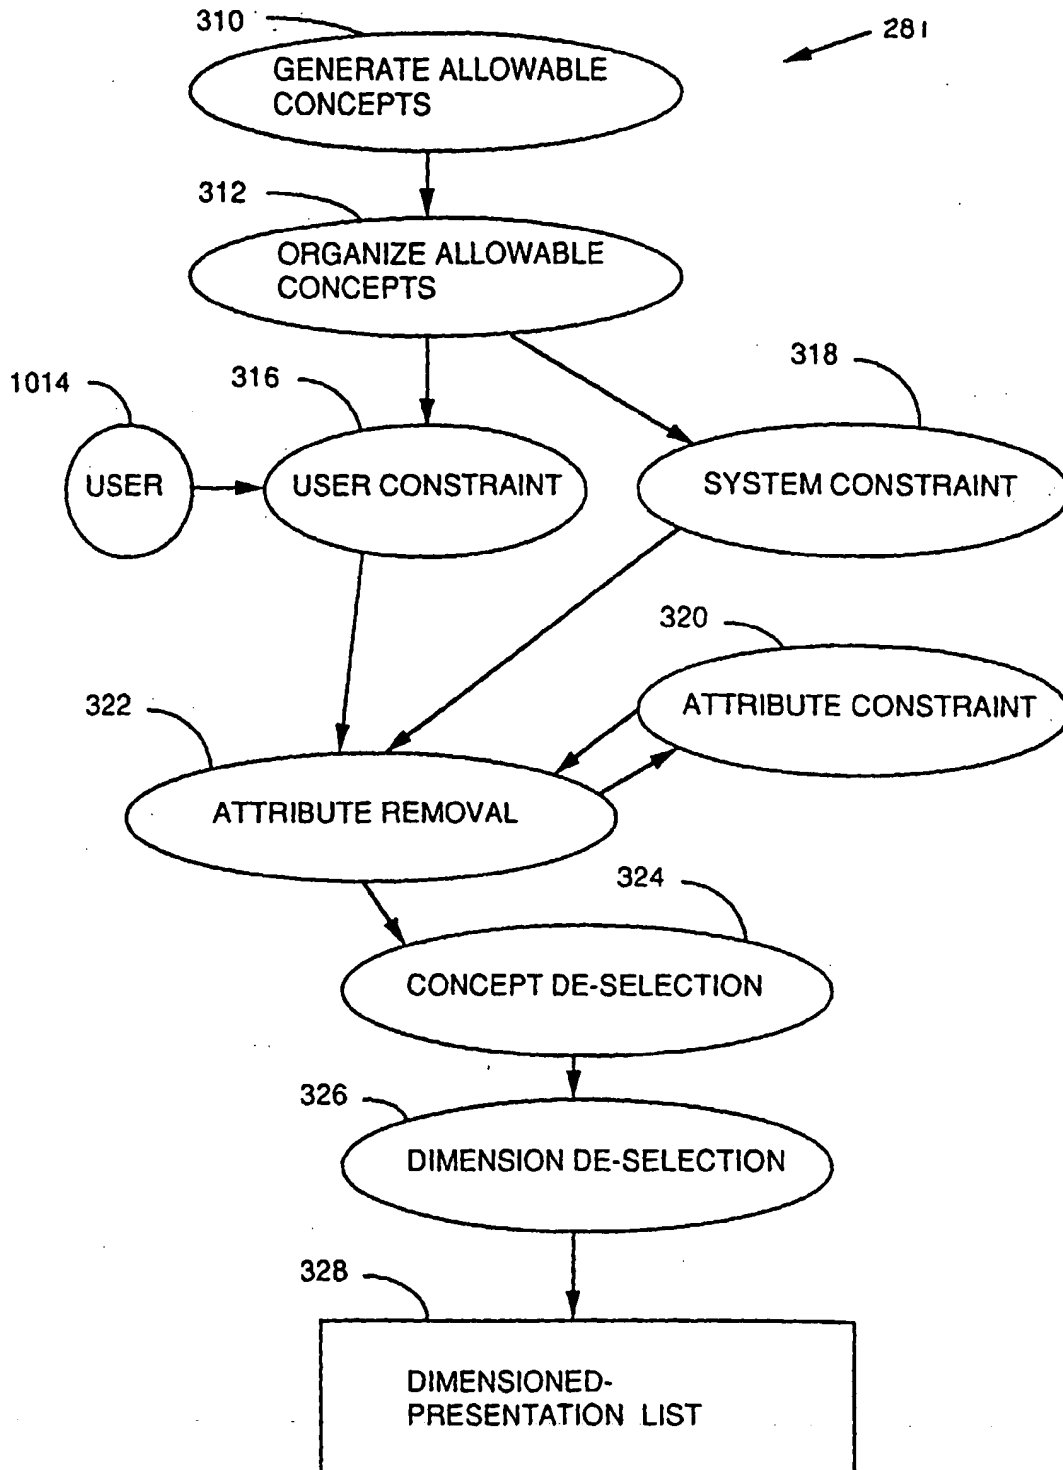 310
281
GENERATE ALLOWABLE
CONCEPTS
312
ORGANIZE ALLOWABLE
CONCEPTS
1014
316
318
USER
USER CONSTRAINT
SYSTEM CONSTRAINT
320
322
ATTRIBUTE CONSTRAINT
ATTRIBUTE REMOVAL
324
CONCEPT DE-SELECTION
326
DIMENSION DE-SELECTION
328
DIMENSIONED-
PRESENTATION LIST